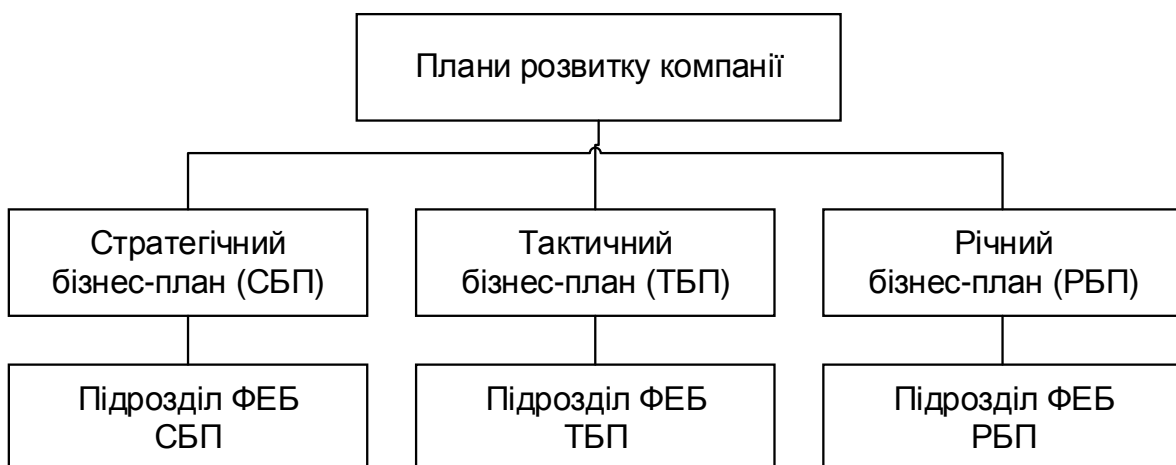 Плани розвитку компанії
Стратегічний
бізнес-план (СБП)
Тактичний
бізнес-план (ТБП)
Річний
бізнес-план (РБП)
Підрозділ ФЕБ
СБП
Підрозділ ФЕБ
ТБП
Підрозділ ФЕБ
РБП